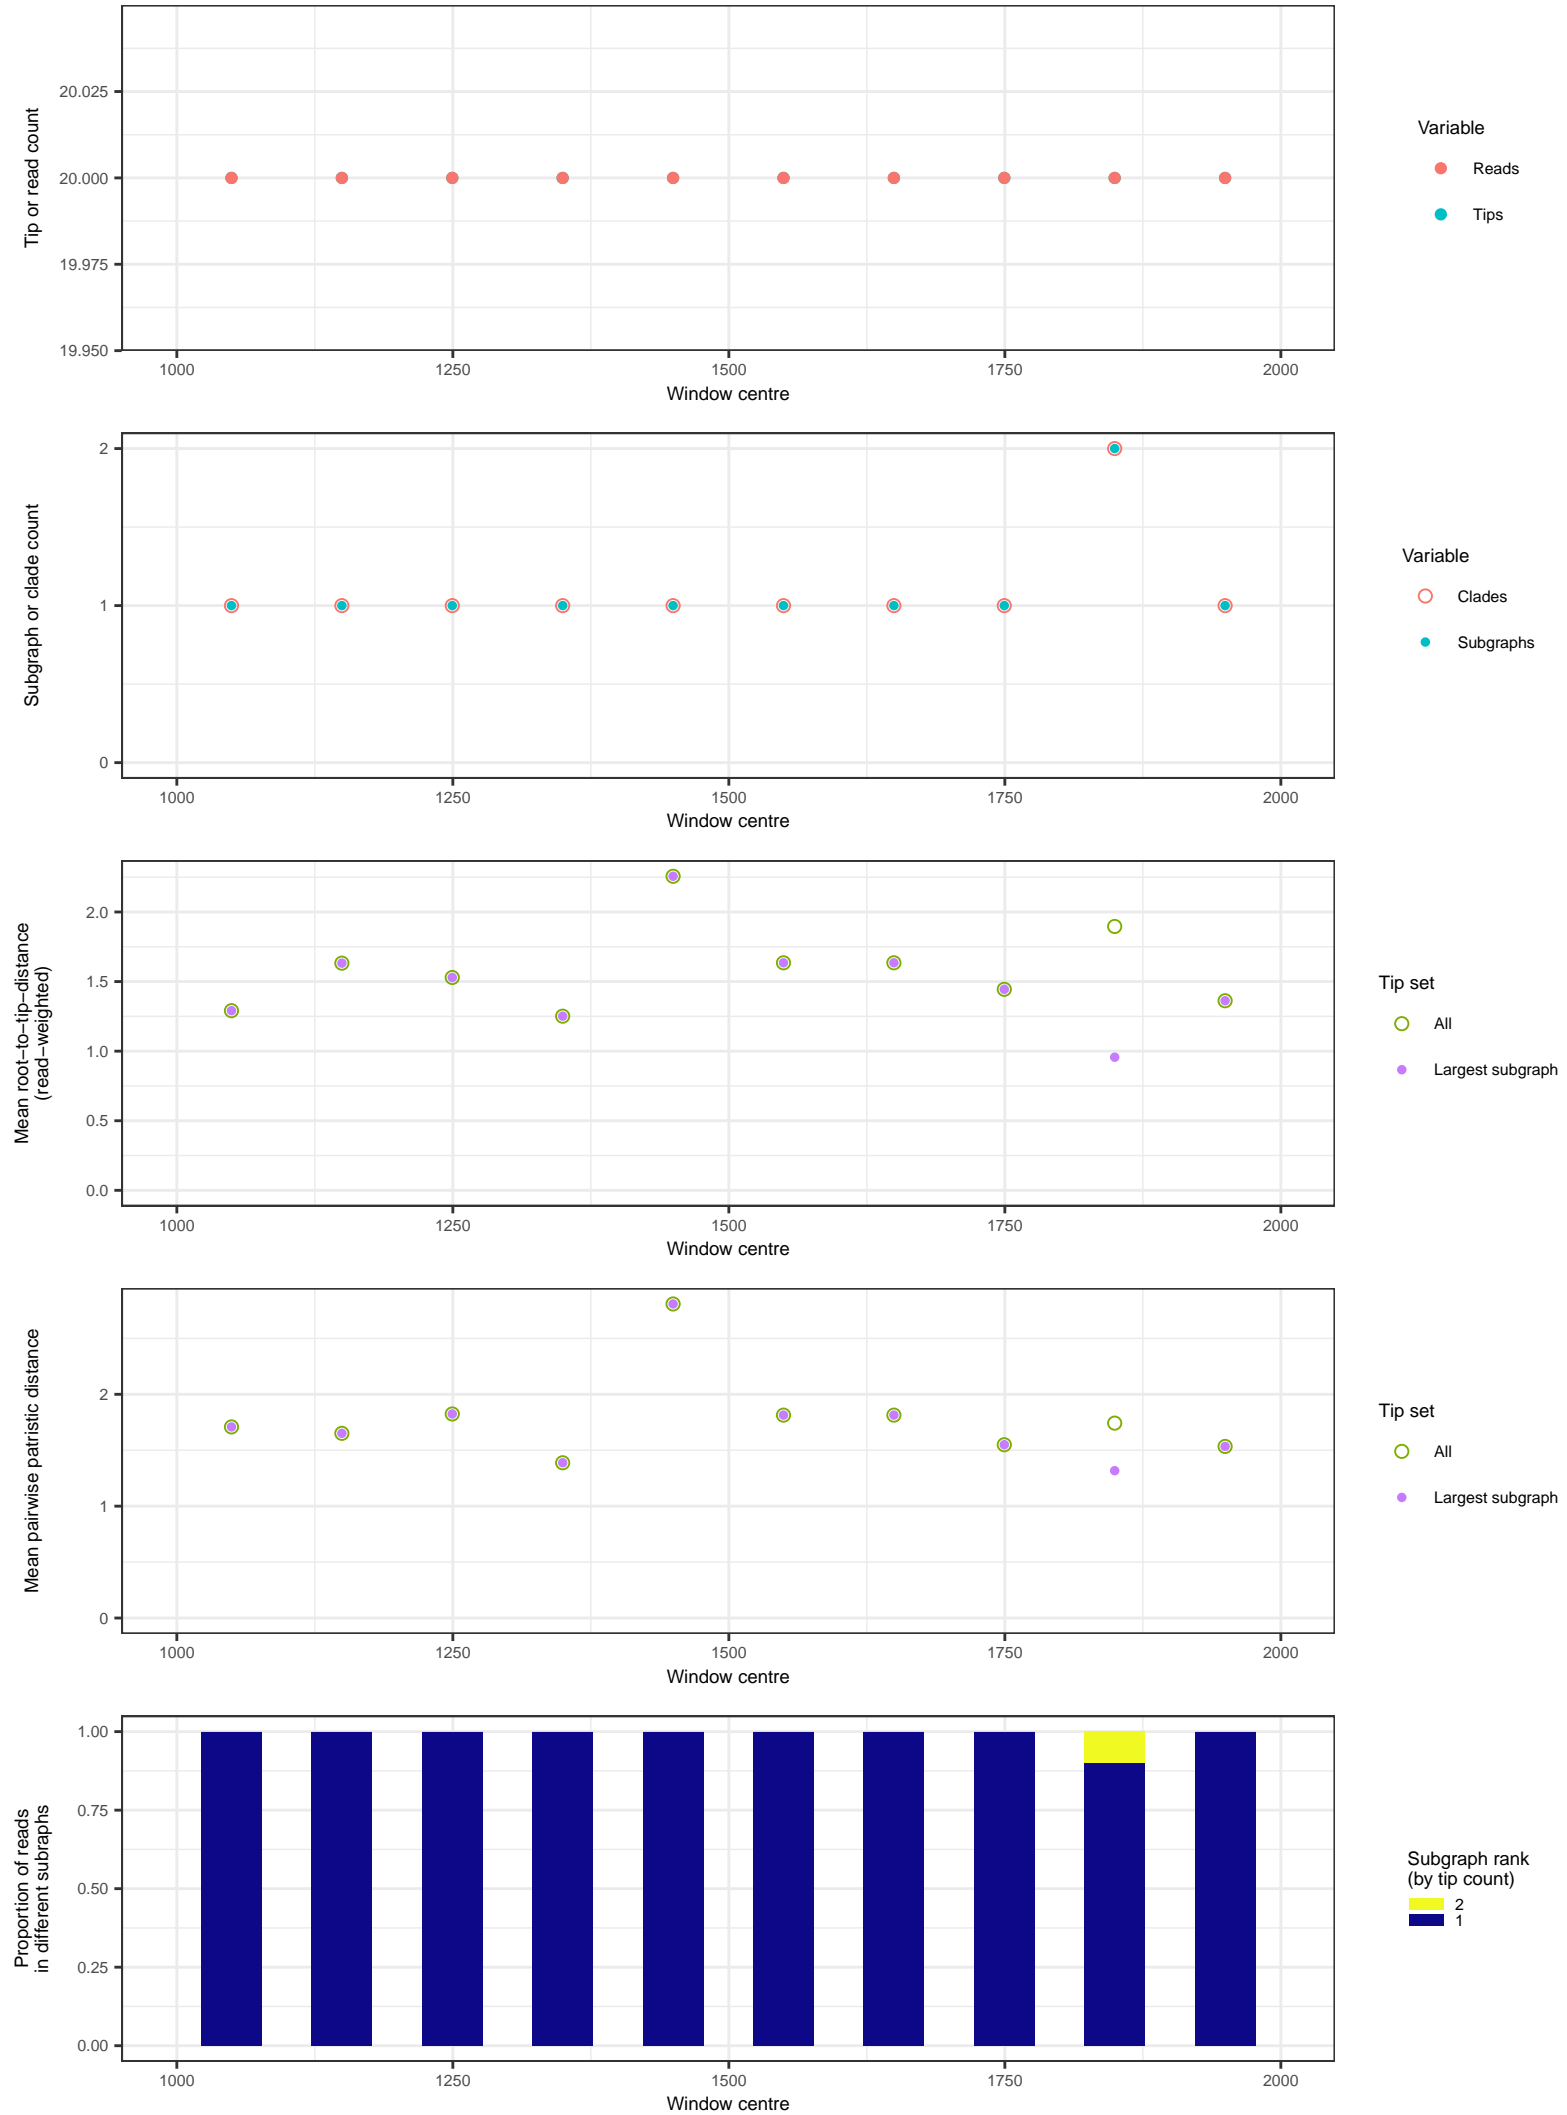 Tip or read count
20.025
20.000
19.975
19.950
1000
1250
1500
1750
2000
Window centre
Variable
Reads
Tips
Subgraph or clade count
2
1
0
1000
1250
1500
1750
2000
Window centre
Variable
Clades
Subgraphs
Mean root−to−tip−distance
(read−weighted)
2.0
1.5
1.0
0.5
0.0
1000
1250
1500
1750
2000
Window centre
Tip set
All
Largest subgraph
Mean pairwise patristic distance
2
1
0
1000
1250
1500
1750
2000
Window centre
Tip set
All
Largest subgraph
Proportion of reads
in different subraphs
1.00
0.75
0.50
0.25
0.00
1000
1250
1500
1750
2000
Window centre
Subgraph rank
(by tip count)
2
1